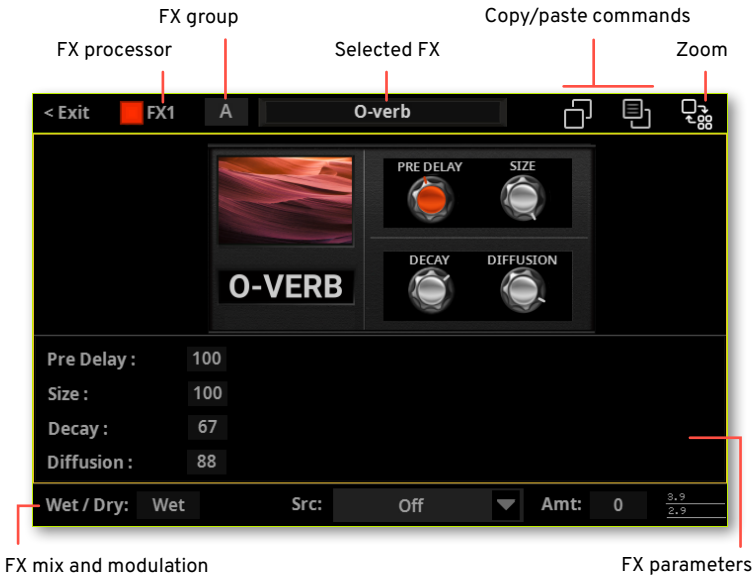 FX group
Copy/paste commands
FX processor
Selected FX
Zoom
< Exit FX1 A O-verb
PRE DELAY SIZE
DECAY DIFFUSION
O-VERB
Pre Delay : 100
Size : 100
Decay : 67
Diffusion : 88
Wet / Dry: Wet Src: Off Amt: 0 3.9
2.9
FX mix and modulation
FX parameters